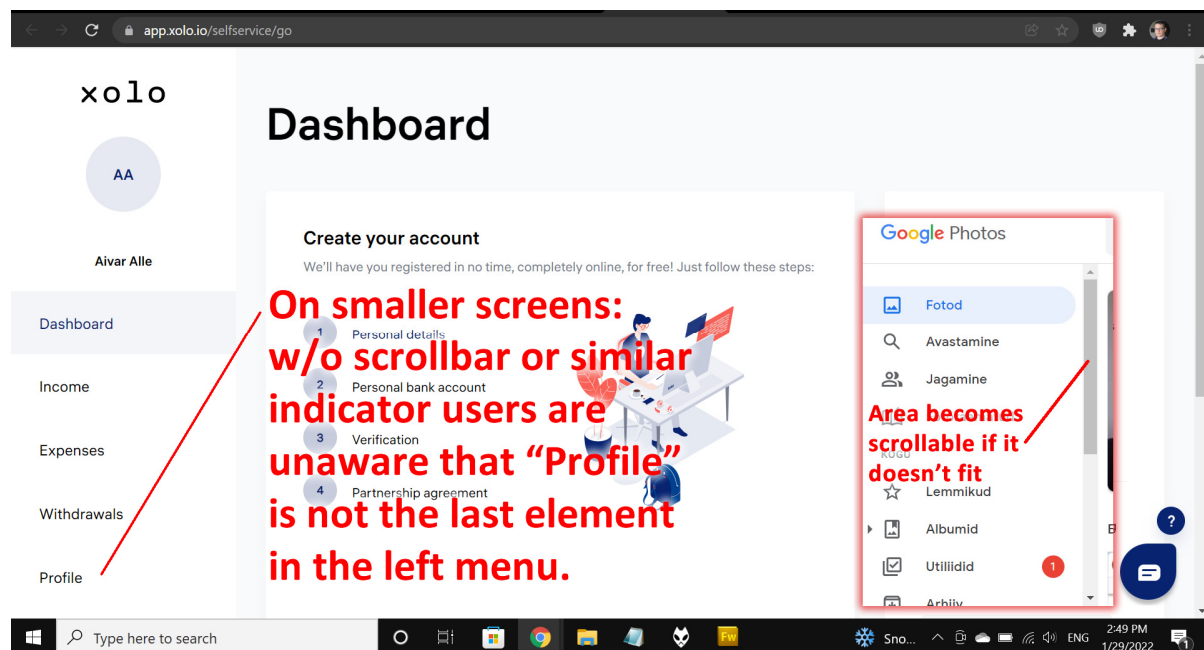 app.xolo.io/selfservice/go
xolo
AA
Aivar Alle
Dashboard
Income
Expenses
Withdrawals
Profile
Dashboard
Create your account
We'll have you registered in no time, completely online, for free! Just follow these steps:
1 Personal details
2 Personal bank account
3 Verification
4 Partnership agreement
On smaller screens:
w/o scrollbar or similar
indicator users are
unaware that “Profile”
is not the last element
in the left menu.
Google Photos
Fotod
Avastamine
Jagamine
KOGU
Lemmikud
Albumid
Utiliidid 1
Arhiiv
Area becomes
scrollable if it
doesn’t fit
?
Type here to search
Fw
Sno...
ENG
2:49 PM
1/29/2022
1